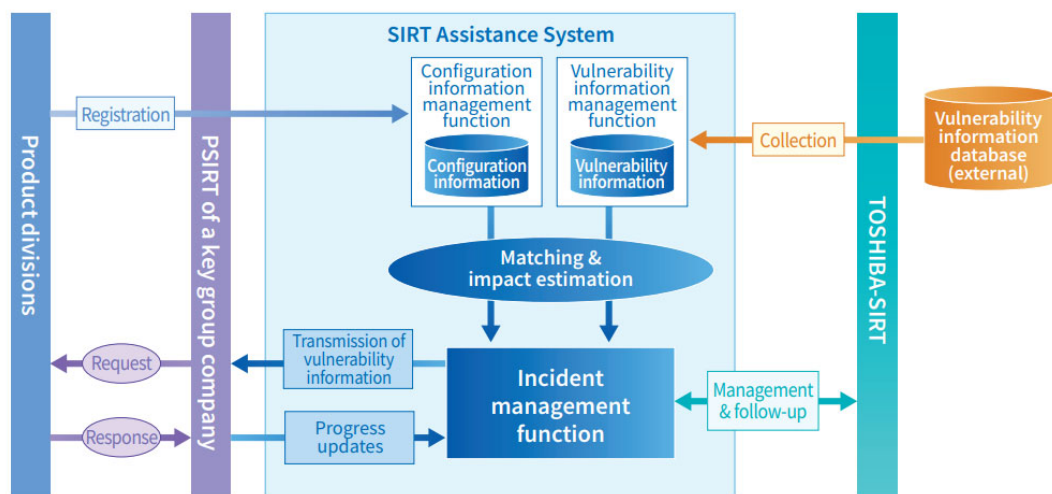 SIRT Assistance System
Product divisions
PSIRT of a key group company
Registration
Configuration
information
management
function
Configuration
information
Vulnerability
information
management
function
Vulnerability
information
Collection
Vulnerability
information
database
(external)
TOSHIBA-SIRT
Matching &
impact estimation
Request
Transmission of
vulnerability
information
Incident
management
function
Management
& follow-up
Response
Progress
updates